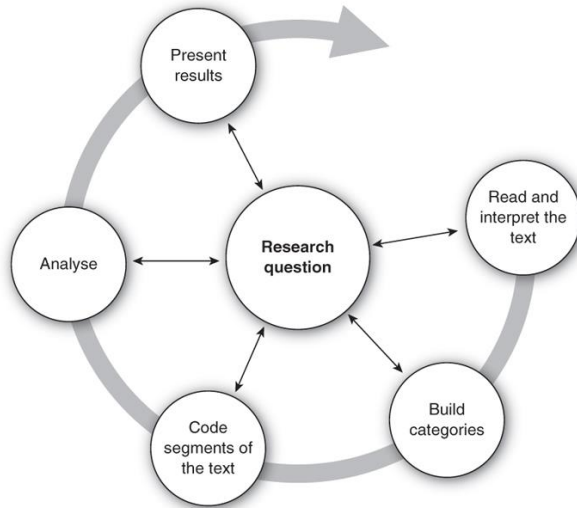 Present
results
Read and
interpret the
text
Research
question
Analyse
Build
categories
Code
segments of
the text